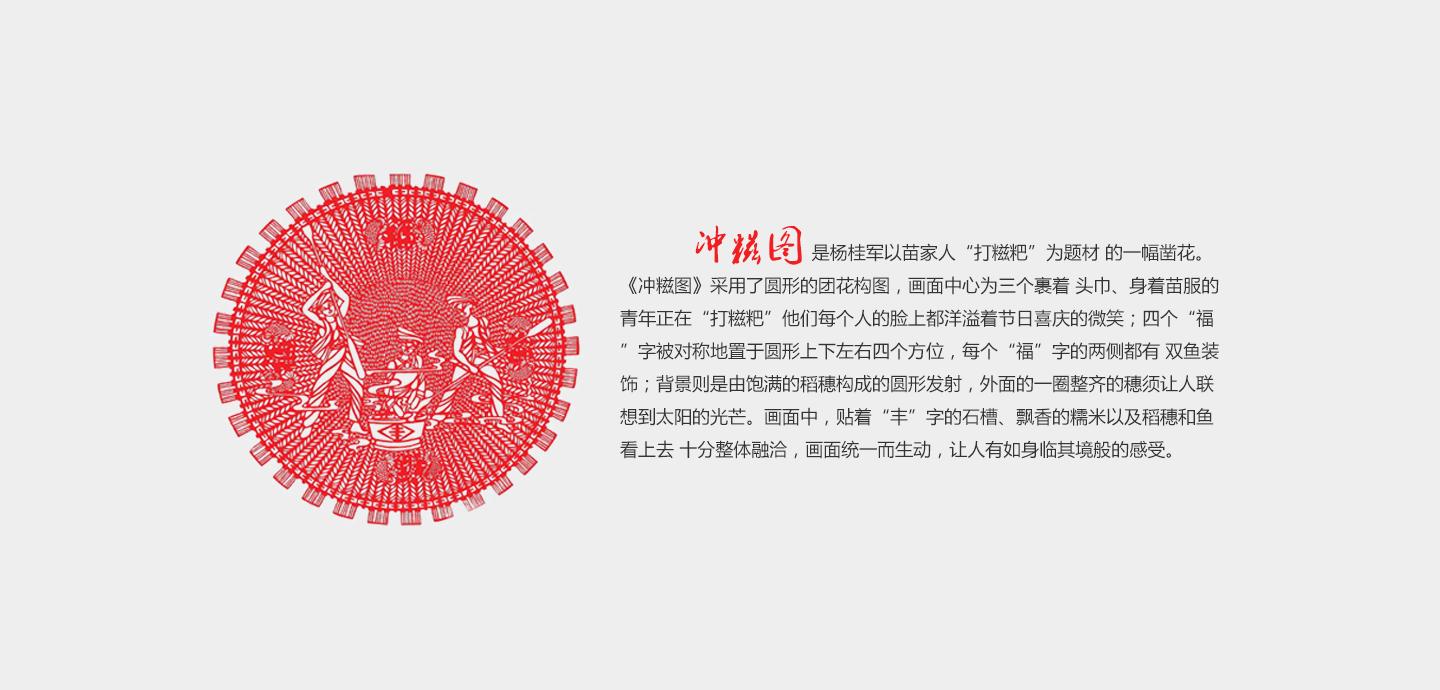 冲糍图 是杨桂军以苗家人“打糍粑”为题材 的一幅凿花。
《冲糍图》采用了圆形的团花构图，画面中心为三个裹着 头巾、身着苗服的
青年正在“打糍粑”他们每个人的脸上都洋溢着节日喜庆的微笑；四个“福
”字被对称地置于圆形上下左右四个方位，每个“福”字的两侧都有 双鱼装
饰；背景则是由饱满的稻穗构成的圆形发射，外面的一圈整齐的穗须让人联
想到太阳的光芒。画面中，贴着“丰”字的石槽、飘香的糯米以及稻穗和鱼
看上去 十分整体融洽，画面统一而生动，让人有如身临其境般的感受。